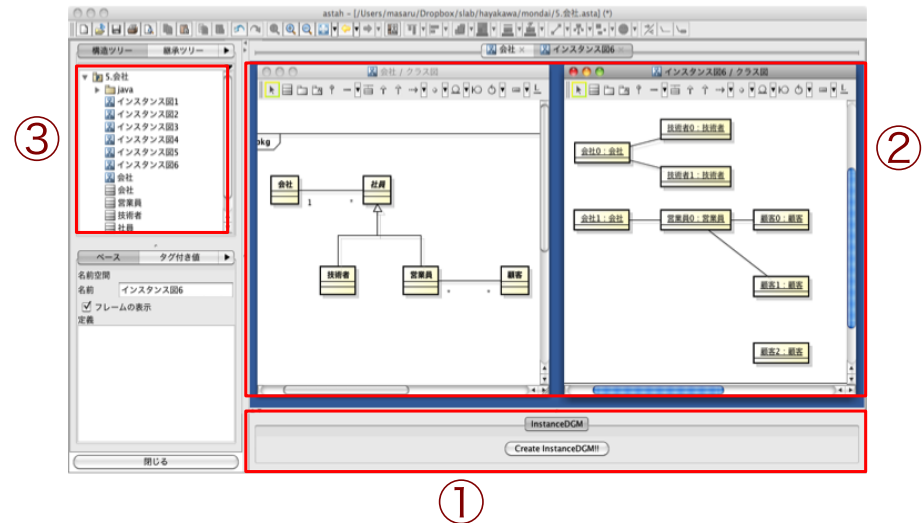 astah - [/Users/masaru/Dropbox/slab/hayakawa/mondai/5.会社.asta] (*)
構造ツリー 継承ツリー
会社 × インスタンス図6 ×
5.会社
java
インスタンス図1
インスタンス図2
インスタンス図3
インスタンス図4
インスタンス図5
インスタンス図6
会社
会社
営業員
技術者
社員
③
会社 / クラス図
pkg
会社
社員
1
*
技術者
営業員
顧客
*
*
インスタンス図6 / クラス図
技術者0 : 技術者
会社0 : 会社
技術者1 : 技術者
会社1 : 会社
営業員0 : 営業員
顧客0 : 顧客
顧客1 : 顧客
顧客2 : 顧客
②
ベース タグ付き値
名前空間
名前 インスタンス図6
フレームの表示
定義
閉じる
InstanceDGM
Create InstanceDGM!!
①